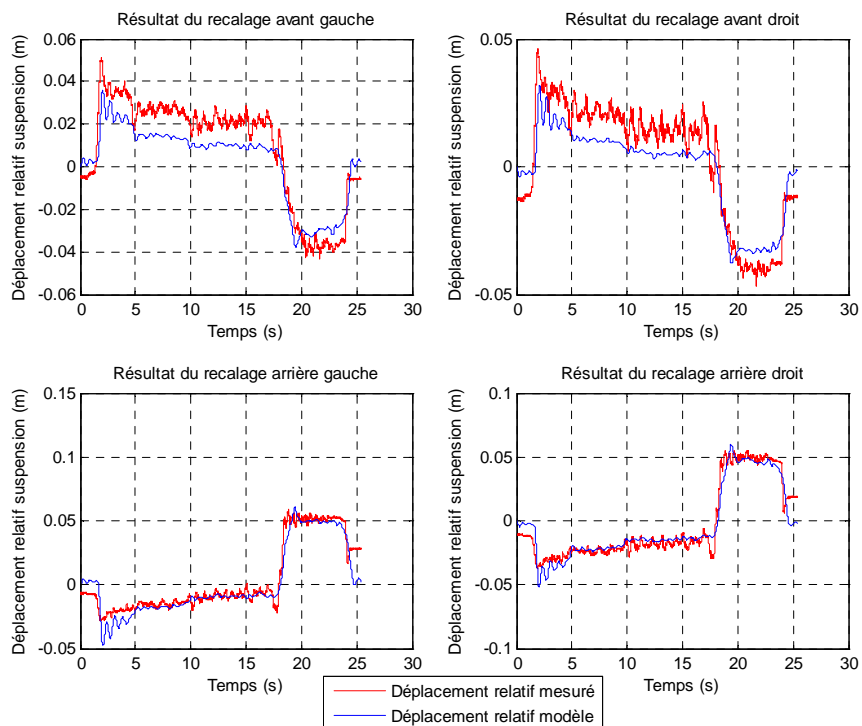 Résultat du recalage avant gauche
Déplacement relatif suspension (m)
0.06
0.04
0.02
0
-0.02
-0.04
-0.06
0 5 10 15 20 25 30
Temps (s)
Résultat du recalage avant droit
Déplacement relatif suspension (m)
0.05
0
-0.05
0 5 10 15 20 25 30
Temps (s)
Résultat du recalage arrière gauche
Déplacement relatif suspension (m)
0.15
0.1
0.05
0
-0.05
0 5 10 15 20 25 30
Temps (s)
Résultat du recalage arrière droit
Déplacement relatif suspension (m)
0.1
0.05
0
-0.05
-0.1
0 5 10 15 20 25 30
Temps (s)
Déplacement relatif mesuré
Déplacement relatif modèle